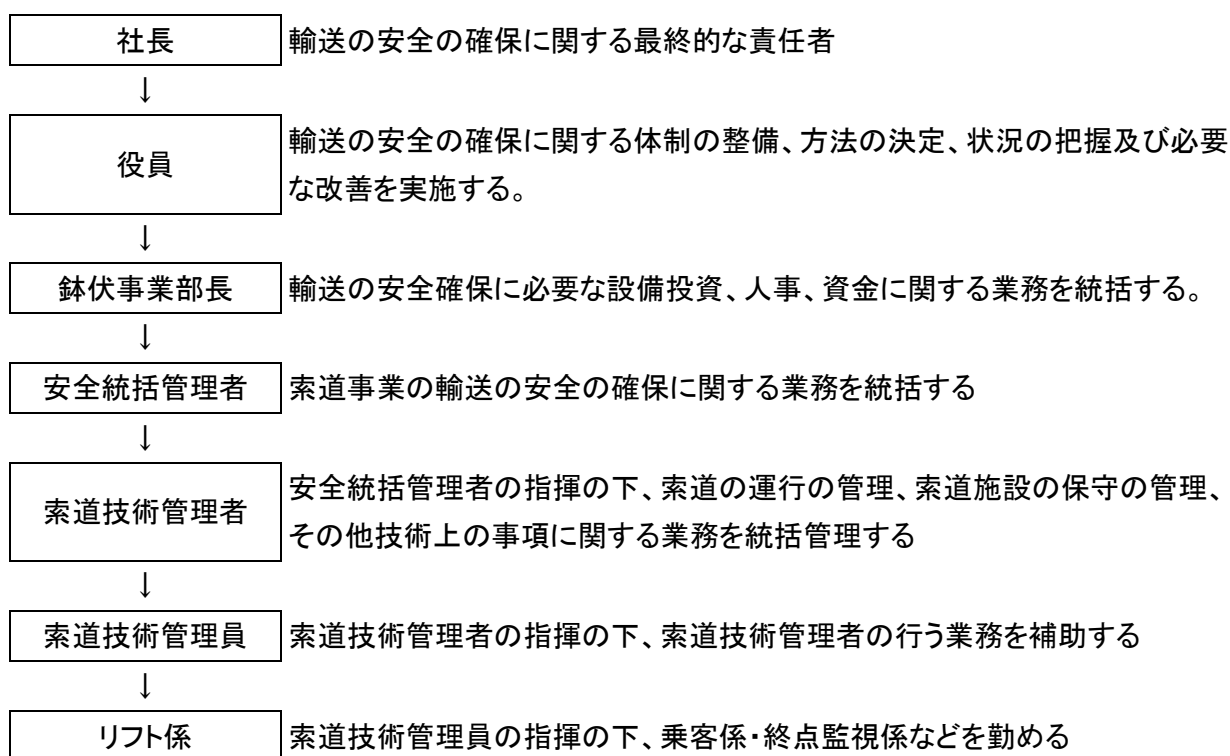 社長 輸送の安全の確保に関する最終的な責任者
↓
役員 輸送の安全の確保に関する体制の整備、方法の決定、状況の把握及び必要
な改善を実施する。
↓
鉢伏事業部長 輸送の安全確保に必要な設備投資、人事、資金に関する業務を統括する。
↓
安全統括管理者 索道事業の輸送の安全の確保に関する業務を統括する
↓
索道技術管理者 安全統括管理者の指揮の下、索道の運行の管理、索道施設の保守の管理、
その他技術上の事項に関する業務を統括管理する
↓
索道技術管理員 索道技術管理者の指揮の下、索道技術管理者の行う業務を補助する
↓
リフト係 索道技術管理員の指揮の下、乗客係・終点監視係などを勤める